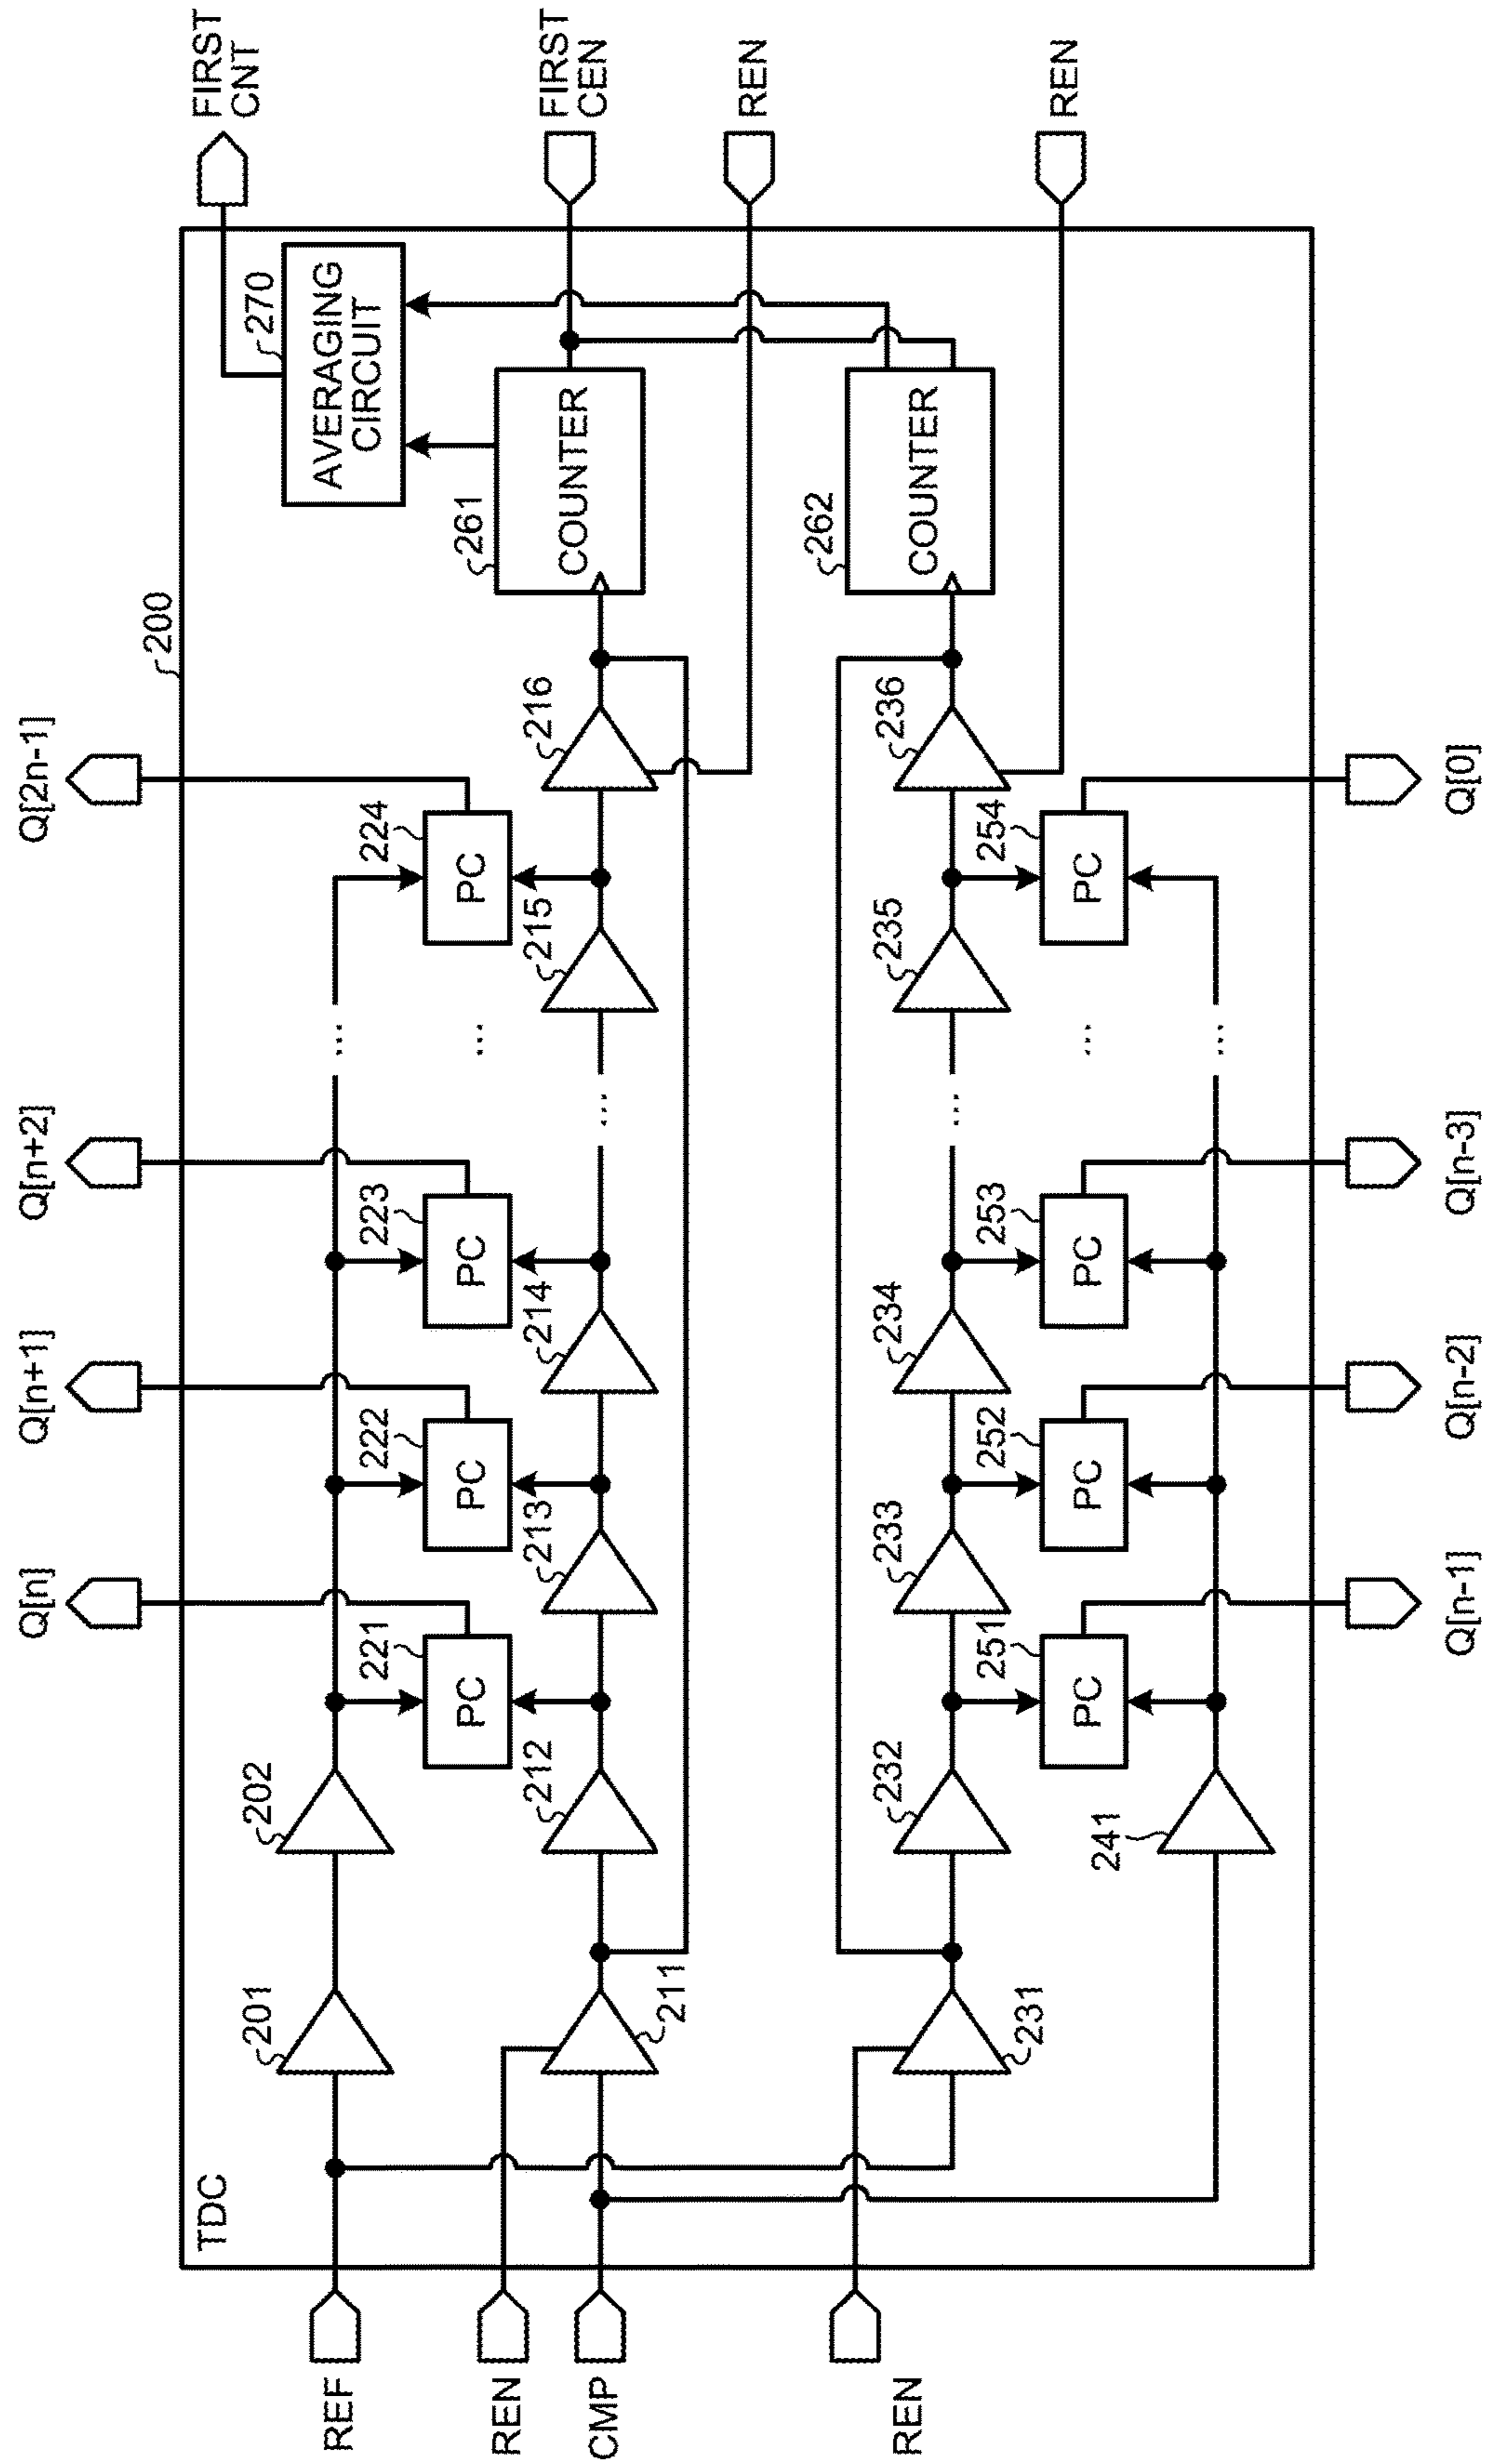 Q[n]
Q[n+1]
Q[n+2]
Q[2n-1]
200
TDC
REF
201
202
221
PC
222
PC
223
PC
...
...
224
PC
270
AVERAGING
CIRCUIT
FIRST
CNT
REN
CMP
211
212
213
214
...
215
216
261
COUNTER
FIRST
CEN
REN
REN
231
232
233
234
...
235
236
262
COUNTER
REN
241
251
PC
252
PC
253
PC
...
...
254
PC
Q[n-1]
Q[n-2]
Q[n-3]
Q[0]